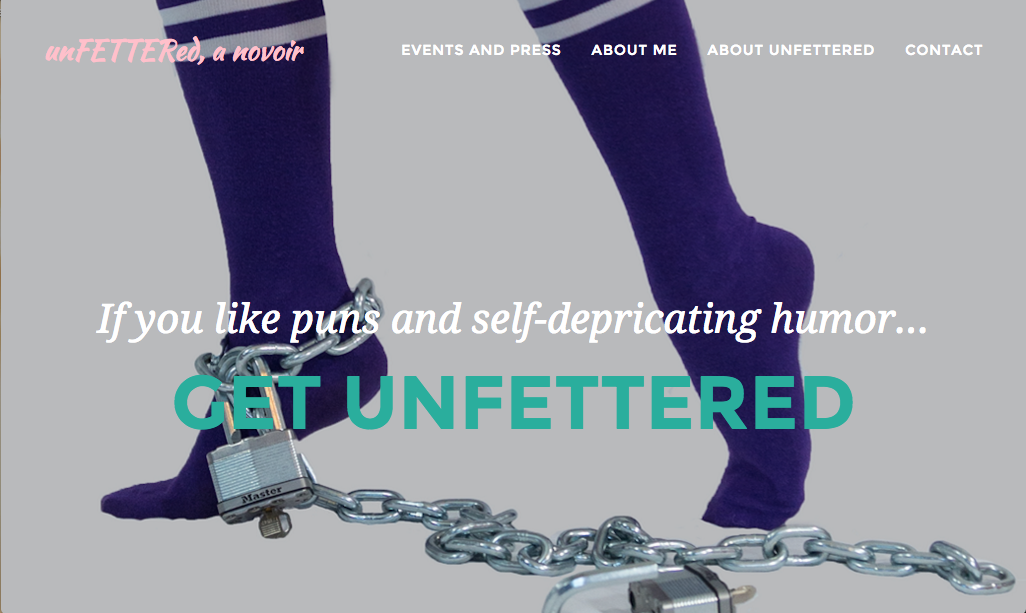 unFETTERed, a novoir
EVENTS AND PRESS ABOUT ME ABOUT UNFETTERED CONTACT
If you like puns and self-depricating humor...
GET UNFETTERED
Master